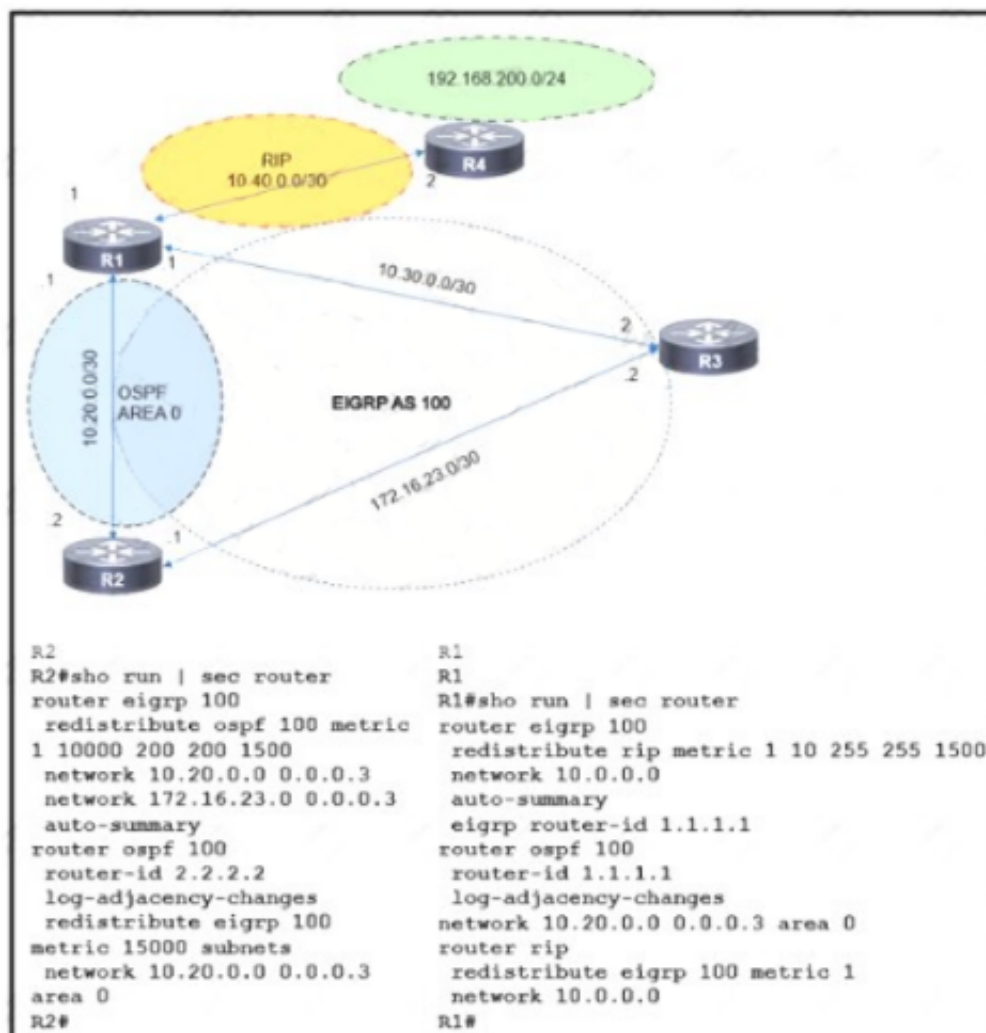 192.168.200.0/24
R4
RIP
10.40.0.0/30
2
1
R1
.1
1
10.30.0.0/30
2
R3
.2
10.20.0.0/30
OSPF
AREA 0
EIGRP AS 100
172.16.23.0/30
.2
.1
R2
R2
R2#sho run | sec router
router eigrp 100
redistribute ospf 100 metric
1 10000 200 200 1500
network 10.20.0.0 0.0.0.3
network 172.16.23.0 0.0.0.3
auto-summary
router ospf 100
router-id 2.2.2.2
log-adjacency-changes
redistribute eigrp 100
metric 15000 subnets
network 10.20.0.0 0.0.0.3
area 0
R2#
R1
R1
R1#sho run | sec router
router eigrp 100
redistribute rip metric 1 10 255 255 1500
network 10.0.0.0
auto-summary
eigrp router-id 1.1.1.1
router ospf 100
router-id 1.1.1.1
log-adjacency-changes
network 10.20.0.0 0.0.0.3 area 0
router rip
redistribute eigrp 100 metric 1
network 10.0.0.0
R1#